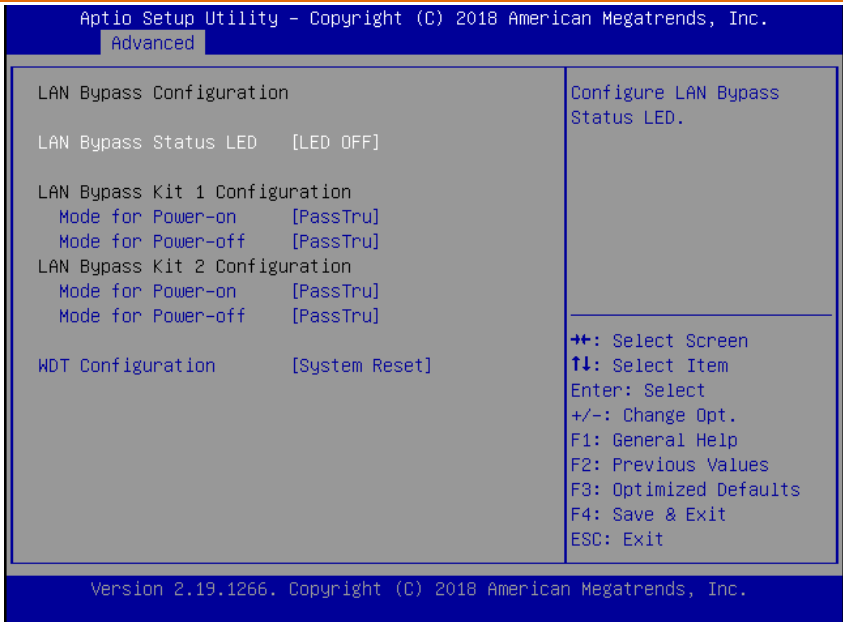 Aptio Setup Utility – Copyright (C) 2018 American Megatrends, Inc.
Advanced
LAN Bypass Configuration
LAN Bypass Status LED [LED OFF]
LAN Bypass Kit 1 Configuration
Mode for Power-on [PassTru]
Mode for Power-off [PassTru]
LAN Bypass Kit 2 Configuration
Mode for Power-on [PassTru]
Mode for Power-off [PassTru]
WDT Configuration [System Reset]
Configure LAN Bypass
Status LED.
→←: Select Screen
↑↓: Select Item
Enter: Select
+/-: Change Opt.
F1: General Help
F2: Previous Values
F3: Optimized Defaults
F4: Save & Exit
ESC: Exit
Version 2.19.1266. Copyright (C) 2018 American Megatrends, Inc.